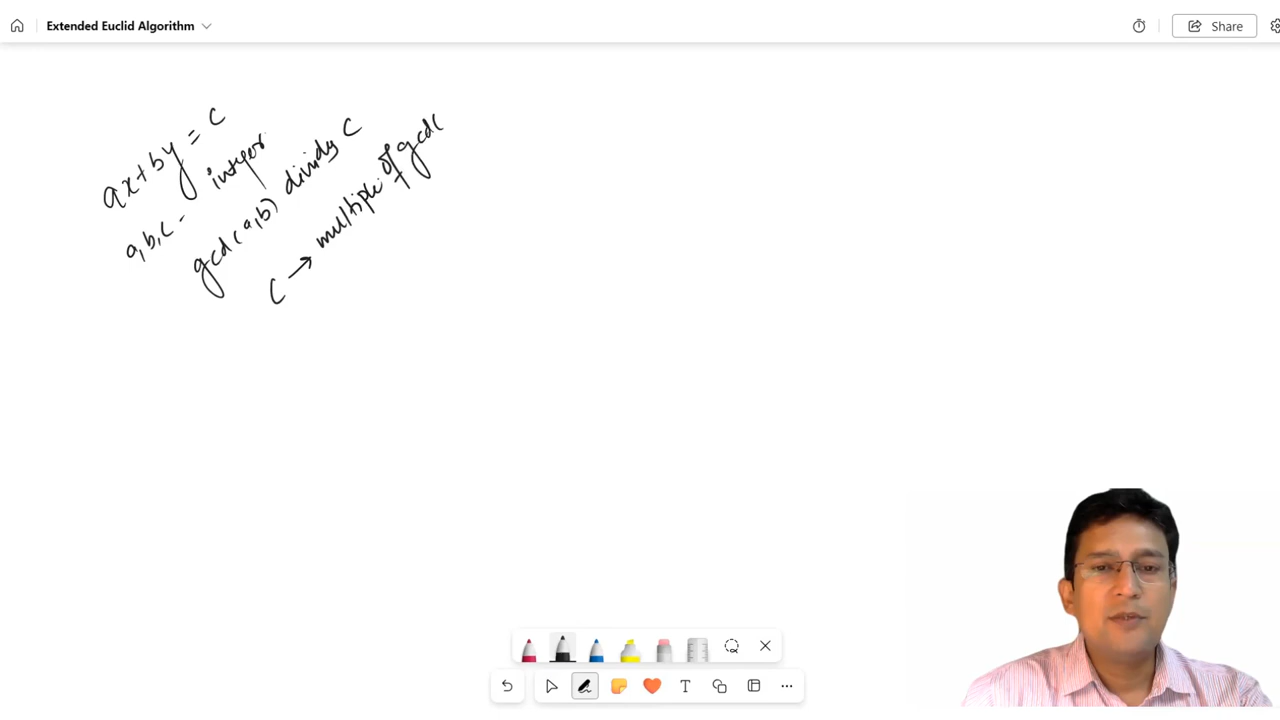 Extended Euclid Algorithm
Share
ax + by = c
a, b, c - integer
gcd(a,b) divides c
c → multiple of gcd(
T